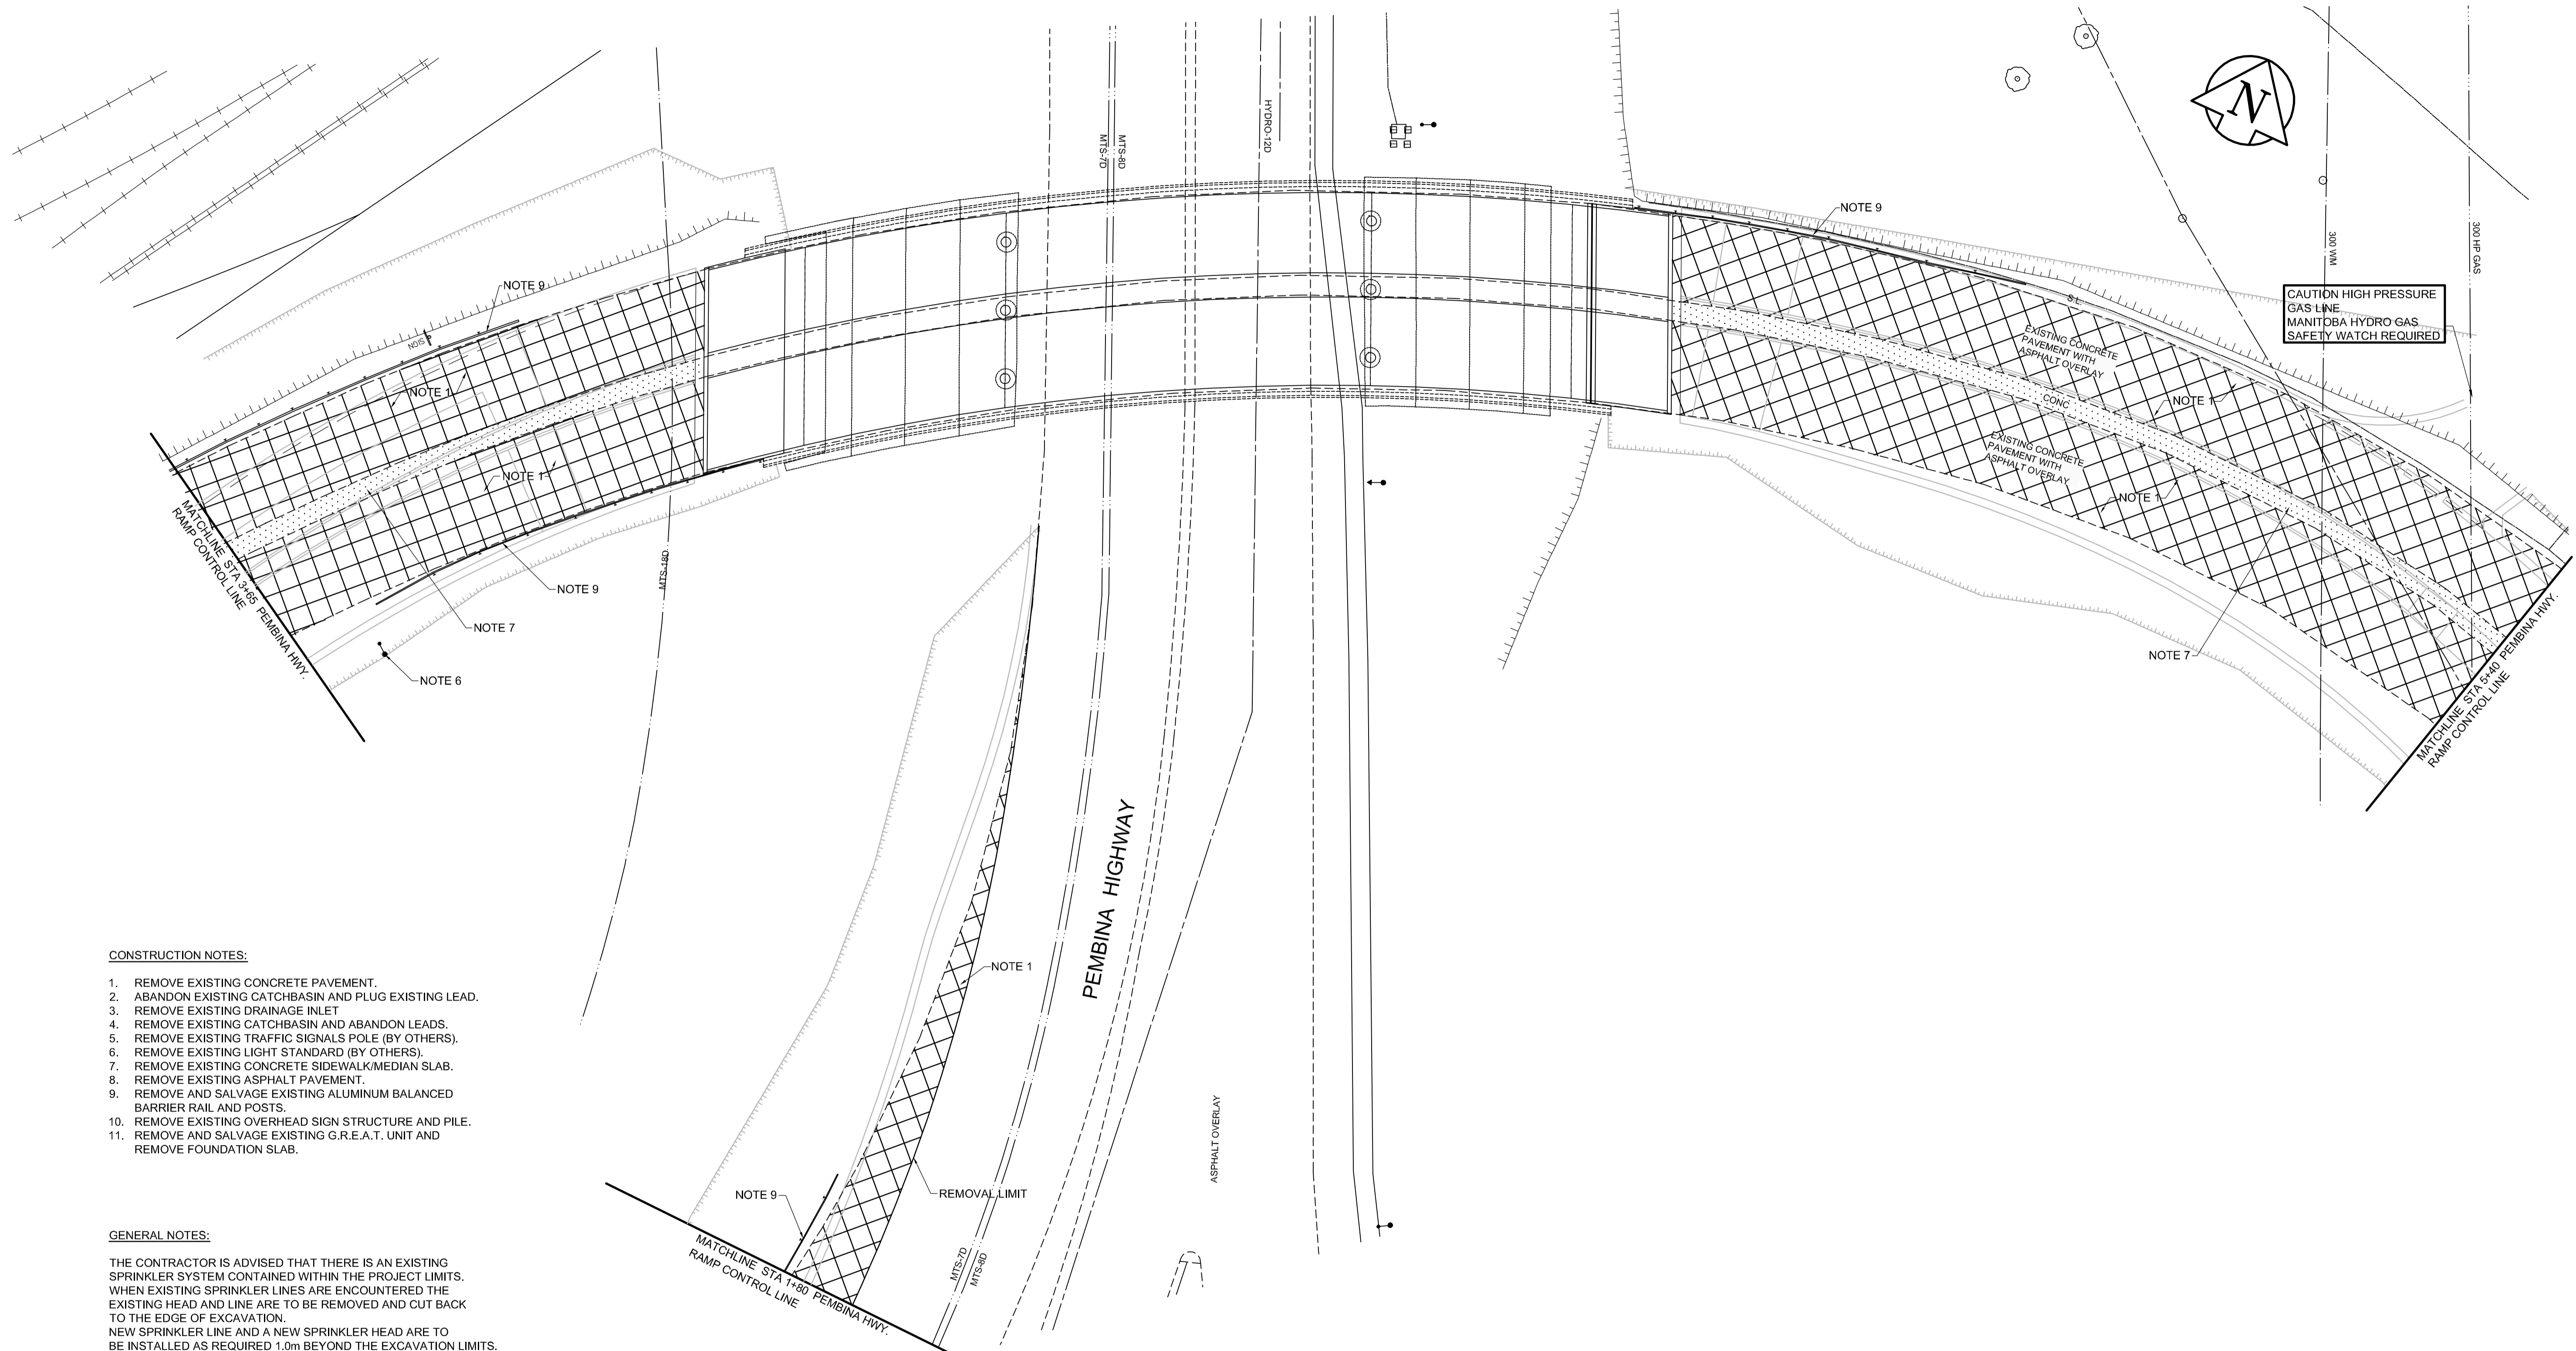 MTS-7D
MTS-8D
HYDRO-12D
N
NOTE 9
300 WM
300 HP GAS
CAUTION HIGH PRESSURE
GAS LINE
MANITOBA HYDRO GAS
SAFETY WATCH REQUIRED
NOTE 9
SIGN
S.L.
EXISTING CONCRETE
PAVEMENT WITH
ASPHALT OVERLAY
NOTE 1
CONC
NOTE 1
EXISTING CONCRETE
PAVEMENT WITH
ASPHALT OVERLAY
NOTE 1
NOTE 1
MATCHLINE STA 3+65 PEMBINA HWY.
RAMP CONTROL LINE
MTS-18D
NOTE 9
NOTE 7
NOTE 6
NOTE 7
MATCHLINE STA 5+40 PEMBINA HWY.
RAMP CONTROL LINE
PEMBINA HIGHWAY
NOTE 1
ASPHALT OVERLAY
NOTE 9
REMOVAL LIMIT
MATCHLINE STA 1+80 PEMBINA HWY.
RAMP CONTROL LINE
MTS-7D
MTS-8D
CONSTRUCTION NOTES:
1. REMOVE EXISTING CONCRETE PAVEMENT.
2. ABANDON EXISTING CATCHBASIN AND PLUG EXISTING LEAD.
3. REMOVE EXISTING DRAINAGE INLET
4. REMOVE EXISTING CATCHBASIN AND ABANDON LEADS.
5. REMOVE EXISTING TRAFFIC SIGNALS POLE (BY OTHERS).
6. REMOVE EXISTING LIGHT STANDARD (BY OTHERS).
7. REMOVE EXISTING CONCRETE SIDEWALK/MEDIAN SLAB.
8. REMOVE EXISTING ASPHALT PAVEMENT.
9. REMOVE AND SALVAGE EXISTING ALUMINUM BALANCED
BARRIER RAIL AND POSTS.
10. REMOVE EXISTING OVERHEAD SIGN STRUCTURE AND PILE.
11. REMOVE AND SALVAGE EXISTING G.R.E.A.T. UNIT AND
REMOVE FOUNDATION SLAB.
GENERAL NOTES:
THE CONTRACTOR IS ADVISED THAT THERE IS AN EXISTING
SPRINKLER SYSTEM CONTAINED WITHIN THE PROJECT LIMITS.
WHEN EXISTING SPRINKLER LINES ARE ENCOUNTERED THE
EXISTING HEAD AND LINE ARE TO BE REMOVED AND CUT BACK
TO THE EDGE OF EXCAVATION.
NEW SPRINKLER LINE AND A NEW SPRINKLER HEAD ARE TO
BE INSTALLED AS REQUIRED 1.0m BEYOND THE EXCAVATION LIMITS.